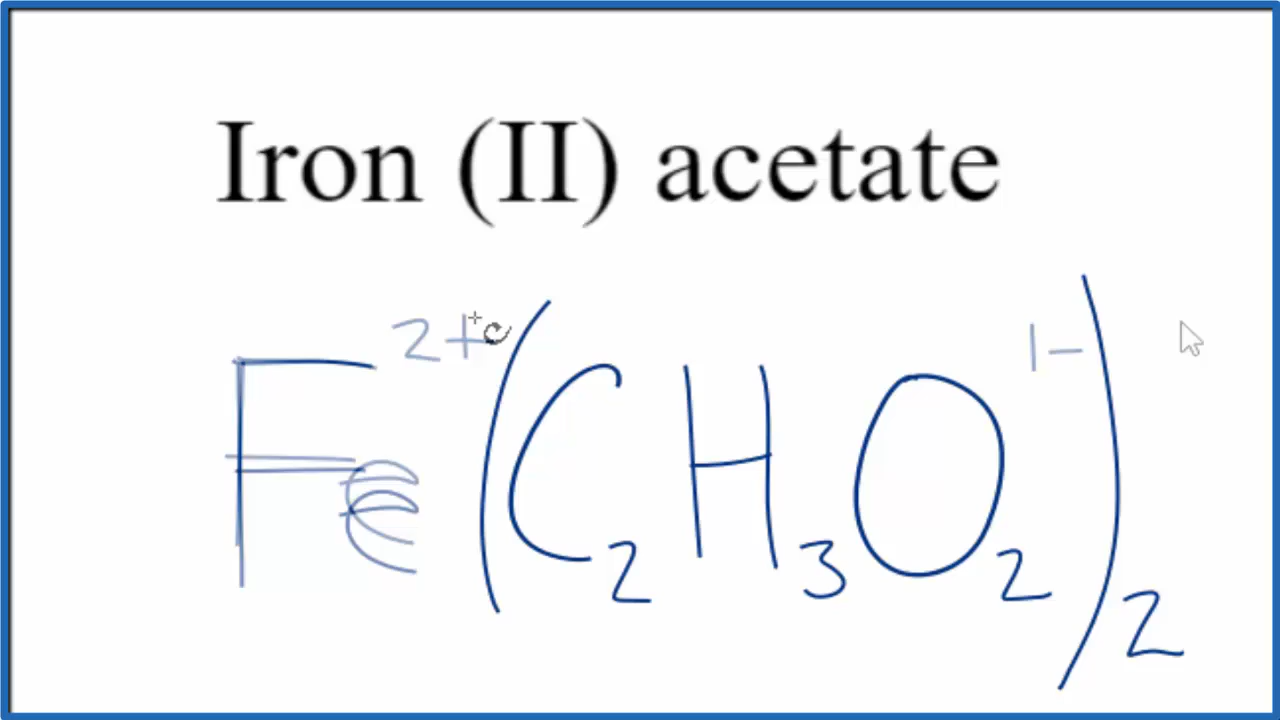 Iron (II) acetate
Fe²⁺(C₂H₃O₂¹⁻)₂